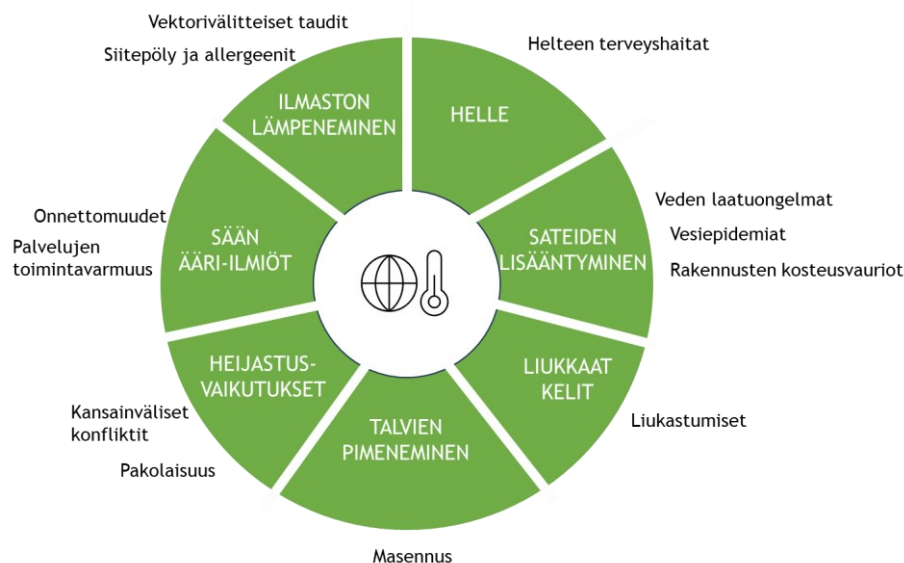 Vektorivälitteiset taudit
Siitepöly ja allergeenit
ILMASTON
LÄMPENEMINEN
Helteen terveyshaitat
HELLE
Veden laatuongelmat
Vesiepidemiat
Rakennusten kosteusvauriot
SATEIDEN
LISÄÄNTYMINEN
LIUKKAAT
KELIT
Liukastumiset
TALVIEN
PIMENEMINEN
Masennus
HEIJASTUS-
VAIKUTUKSET
Kansainväliset
konfliktit
Pakolaisuus
SÄÄN
ÄÄRI-ILMIÖT
Onnettomuudet
Palvelujen
toimintavarmuus